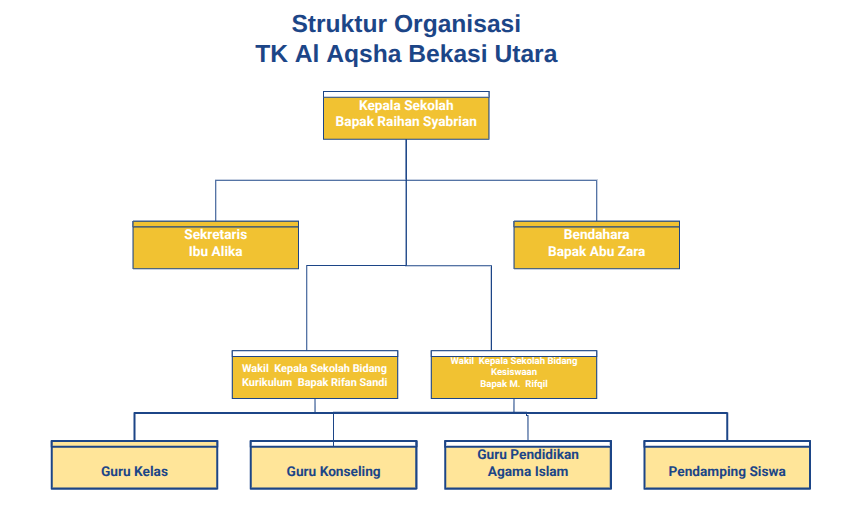 Struktur Organisasi
TK Al Aqsha Bekasi Utara
Kepala Sekolah
Bapak Raihan Syabrian
Sekretaris
Ibu Alika
Bendahara
Bapak Abu Zara
Wakil Kepala Sekolah Bidang
Kurikulum Bapak Rifan Sandi
Wakil Kepala Sekolah Bidang
Kesiswaan
Bapak M. Rifqil
Guru Kelas
Guru Konseling
Guru Pendidikan
Agama Islam
Pendamping Siswa